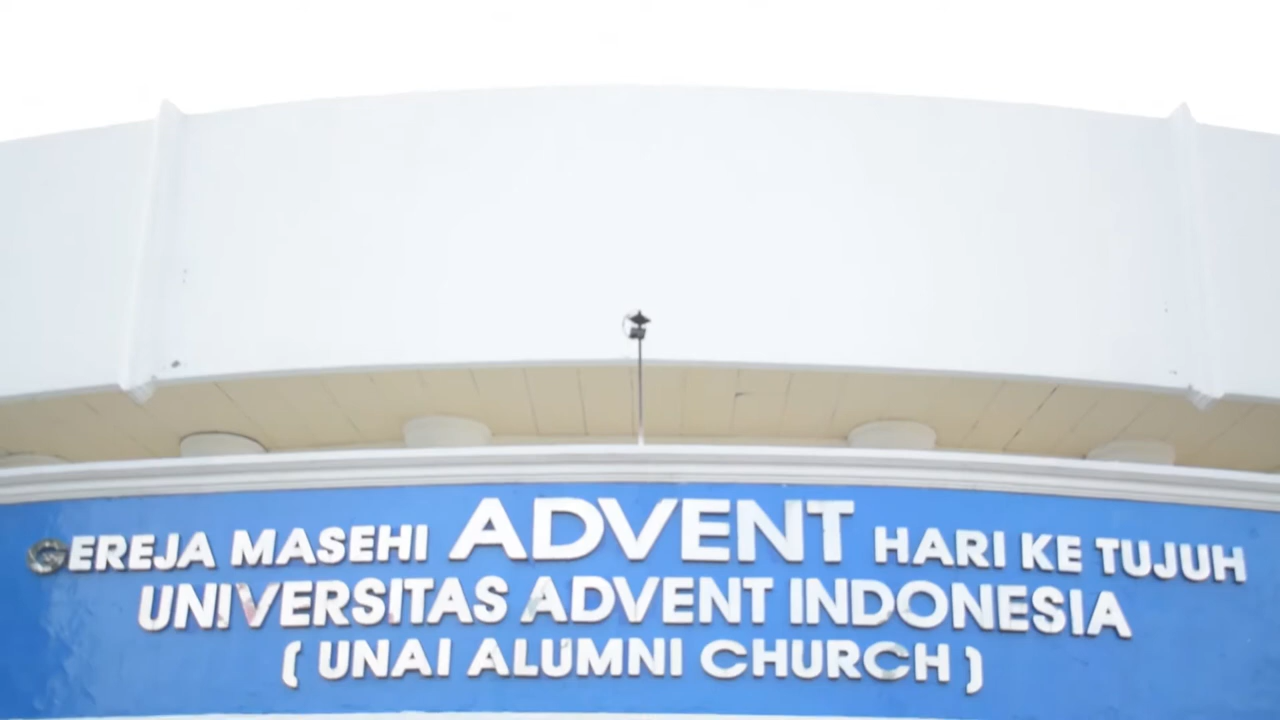 GEREJA MASEHI ADVENT HARI KE TUJUH
UNIVERSITAS ADVENT INDONESIA
( UNAI ALUMNI CHURCH )